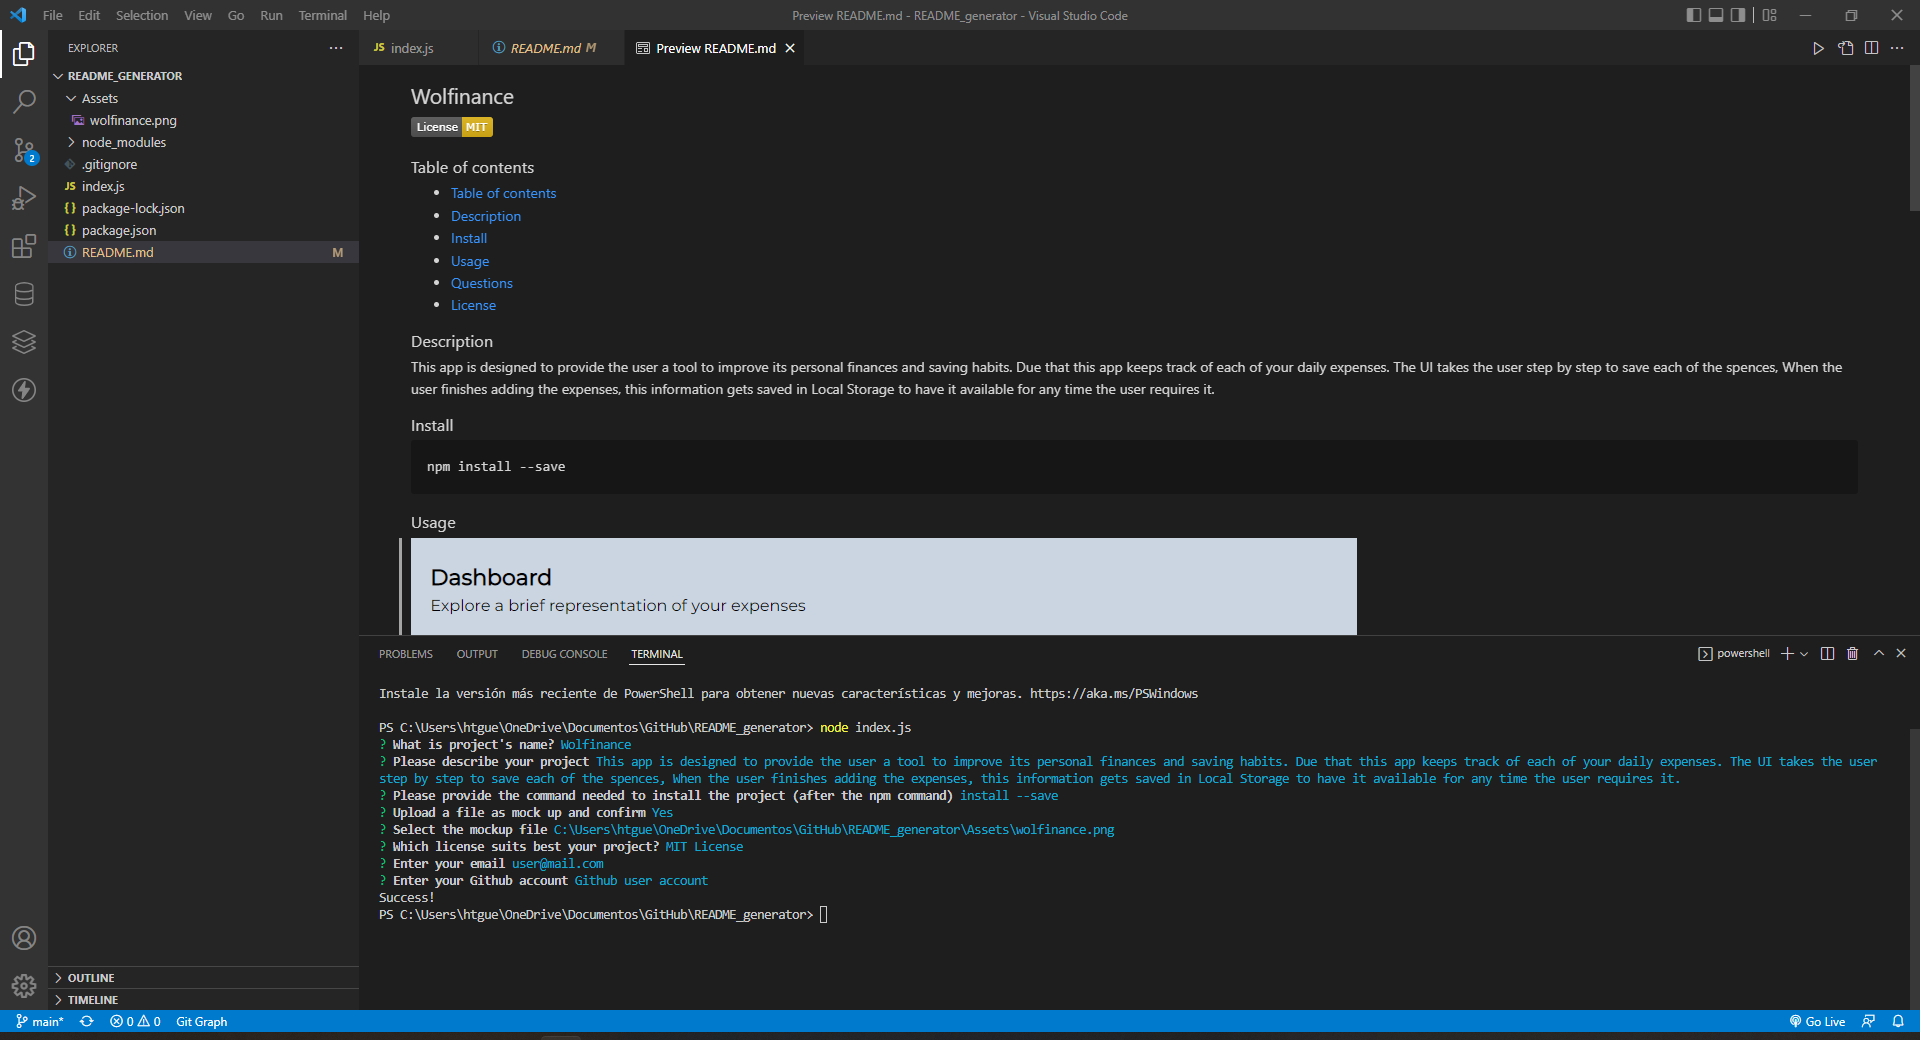 File Edit Selection View Go Run Terminal Help
Preview README.md - README_generator - Visual Studio Code
EXPLORER
README_GENERATOR
Assets
wolfinance.png
node_modules
.gitignore
JS index.js
{} package-lock.json
{} package.json
README.md M
2
OUTLINE
TIMELINE
JS index.js
README.md M
Preview README.md
Wolfinance
License MIT
Table of contents
Table of contents
Description
Install
Usage
Questions
License
Description
This app is designed to provide the user a tool to improve its personal finances and saving habits. Due that this app keeps track of each of your daily expenses. The UI takes the user step by step to save each of the spences, When the
user finishes adding the expenses, this information gets saved in Local Storage to have it available for any time the user requires it.
Install
npm install --save
Usage
Dashboard
Explore a brief representation of your expenses
PROBLEMS OUTPUT DEBUG CONSOLE TERMINAL
powershell
Instale la versión más reciente de PowerShell para obtener nuevas características y mejoras. https://aka.ms/PSWindows
PS C:\Users\htgue\OneDrive\Documentos\GitHub\README_generator> node index.js
? What is project's name? Wolfinance
? Please describe your project This app is designed to provide the user a tool to improve its personal finances and saving habits. Due that this app keeps track of each of your daily expenses. The UI takes the user
step by step to save each of the spences, When the user finishes adding the expenses, this information gets saved in Local Storage to have it available for any time the user requires it.
? Please provide the command needed to install the project (after the npm command) install --save
? Upload a file as mock up and confirm Yes
? Select the mockup file C:\Users\htgue\OneDrive\Documentos\GitHub\README_generator\Assets\wolfinance.png
? Which license suits best your project? MIT License
? Enter your email user@mail.com
? Enter your Github account Github user account
Success!
PS C:\Users\htgue\OneDrive\Documentos\GitHub\README_generator>
main* 0 0 Git Graph
Go Live